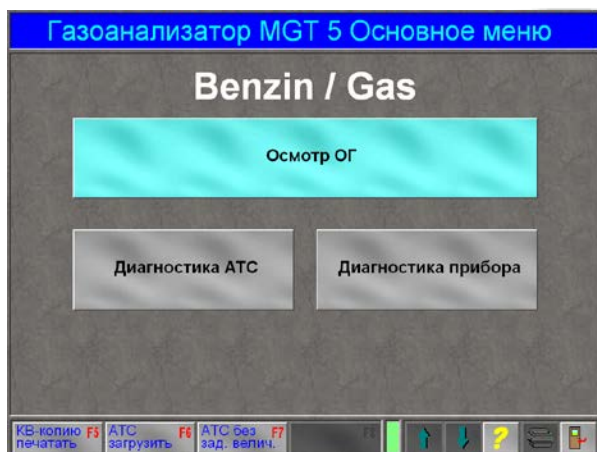 Газоанализатор MGT 5 Основное меню
Benzin / Gas
Осмотр ОГ
Диагностика АТС
Диагностика прибора
КВ-копию F5
печатать
АТС F6
загрузить
АТС без F7
зад. велич.
F8
?